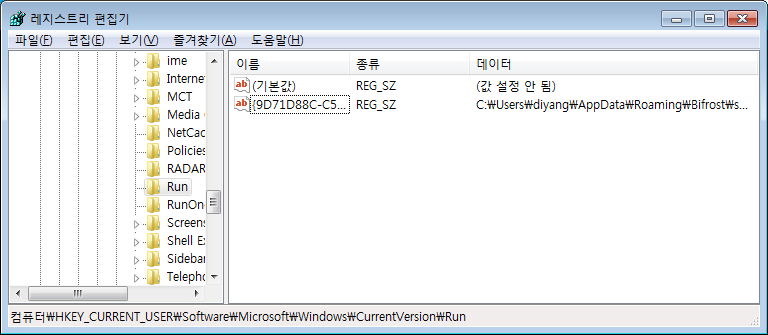 레지스트리 편집기
파일(F) 편집(E) 보기(V) 즐겨찾기(A) 도움말(H)
ime
Internet
MCT
Media
NetCac
Policies
RADAR
Run
RunOn
Screens
Shell Ex
Sideba
Teleph
이름 종류 데이터
(기본값) REG_SZ (값 설정 안 됨)
{9D71D88C-C5... REG_SZ C:₩Users₩diyang₩AppData₩Roaming₩Bifrost₩s...
컴퓨터₩HKEY_CURRENT_USER₩Software₩Microsoft₩Windows₩CurrentVersion₩Run